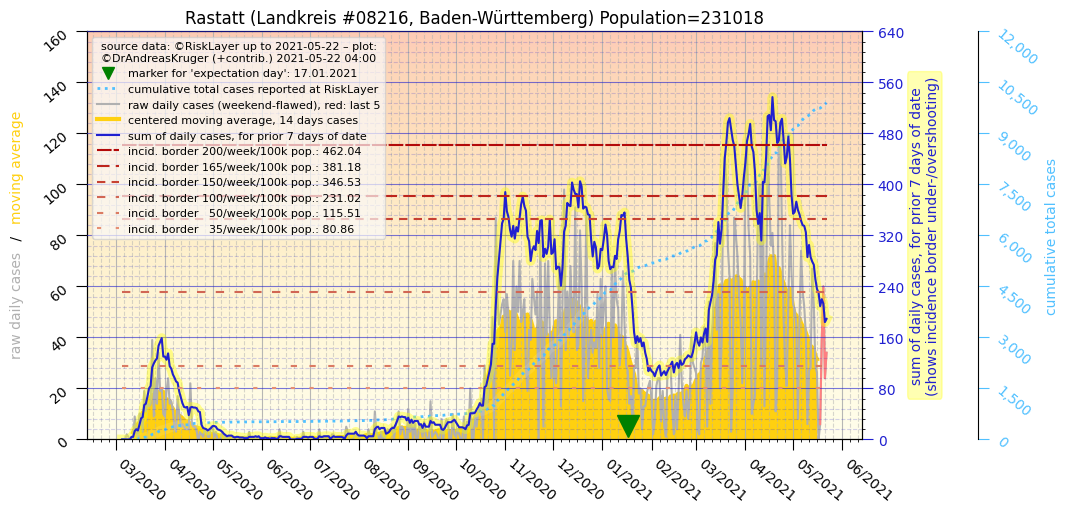 Rastatt (Landkreis #08216, Baden-Württemberg) Population=231018
source data: ©RiskLayer up to 2021-05-22 – plot:
©DrAndreasKruger (+contrib.) 2021-05-22 04:00
marker for 'expectation day': 17.01.2021
cumulative total cases reported at RiskLayer
raw daily cases (weekend-flawed), red: last 5
centered moving average, 14 days cases
sum of daily cases, for prior 7 days of date
incid. border 200/week/100k pop.: 462.04
incid. border 165/week/100k pop.: 381.18
incid. border 150/week/100k pop.: 346.53
incid. border 100/week/100k pop.: 231.02
incid. border   50/week/100k pop.: 115.51
incid. border   35/week/100k pop.: 80.86
raw daily cases / moving average
160
140
120
100
80
60
40
20
0
03/2020
04/2020
05/2020
06/2020
07/2020
08/2020
09/2020
10/2020
11/2020
12/2020
01/2021
02/2021
03/2021
04/2021
05/2021
06/2021
640
560
480
400
320
240
160
80
0
sum of daily cases, for prior 7 days of date
(shows incidence border under-/overshooting)
12,000
10,500
9,000
7,500
6,000
4,500
3,000
1,500
0
cumulative total cases